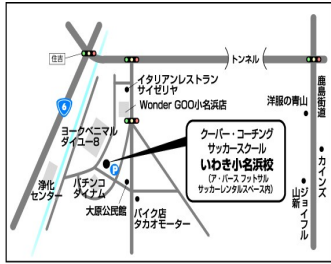 住吉
トンネル
イタリアンレストラン
サイゼリヤ
Wonder GOO小名浜店
6
ヨークベニマル
ダイユー8
洋服の青山
鹿島街道
クーバー・コーチング
サッカースクール
いわき小名浜校
(ア・パース フットサル
サッカーレンタルスペース内)
カインズ
P
浄化
センター
パチンコ
ダイナム
大原公民館
バイク店
タカオモーター
ジョイフル
山新